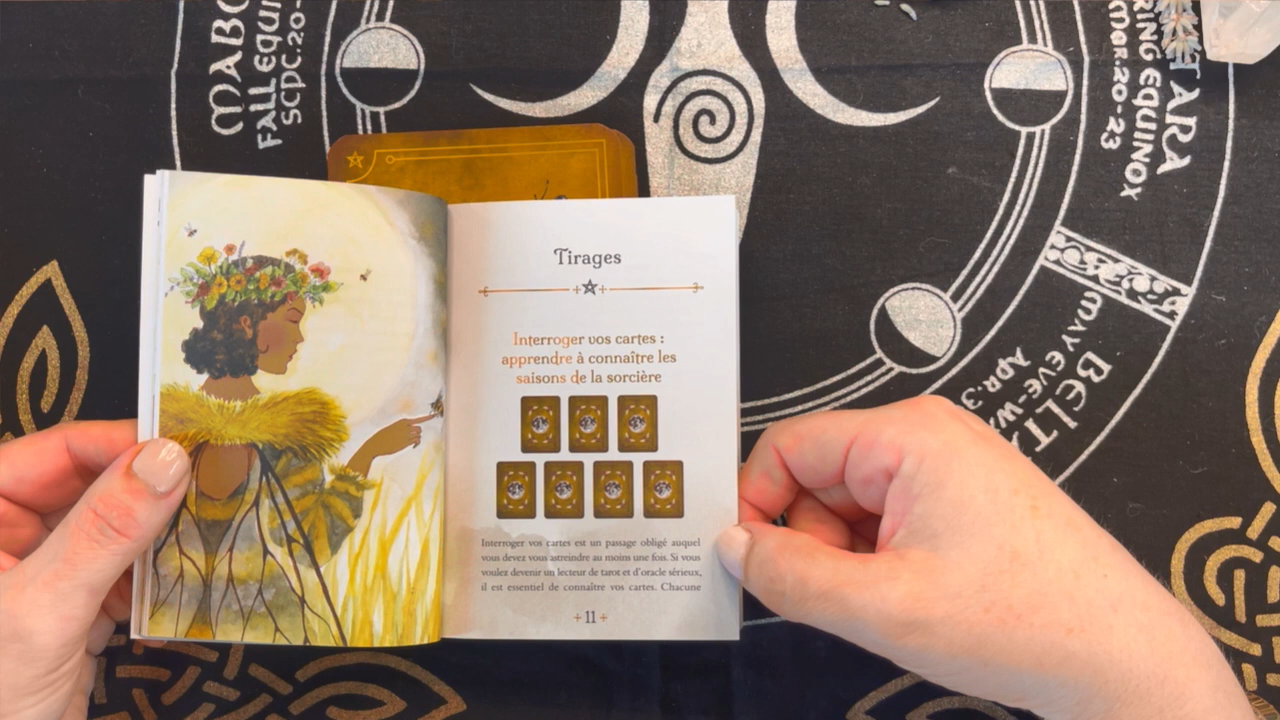 MABO
FALL EQUI
SCPC.20-
TARA
RING EQUINOX
Mar.20-23
BELT
MAY EVE-W
Apr.3
Tirages
Interroger vos cartes :
apprendre à connaître les
saisons de la sorcière
Interroger vos cartes est un passage obligé auquel
vous devez vous astreindre au moins une fois. Si vous
voulez devenir un lecteur de tarot et d'oracle sérieux,
il est essentiel de connaître vos cartes. Chacune
+ 11 +